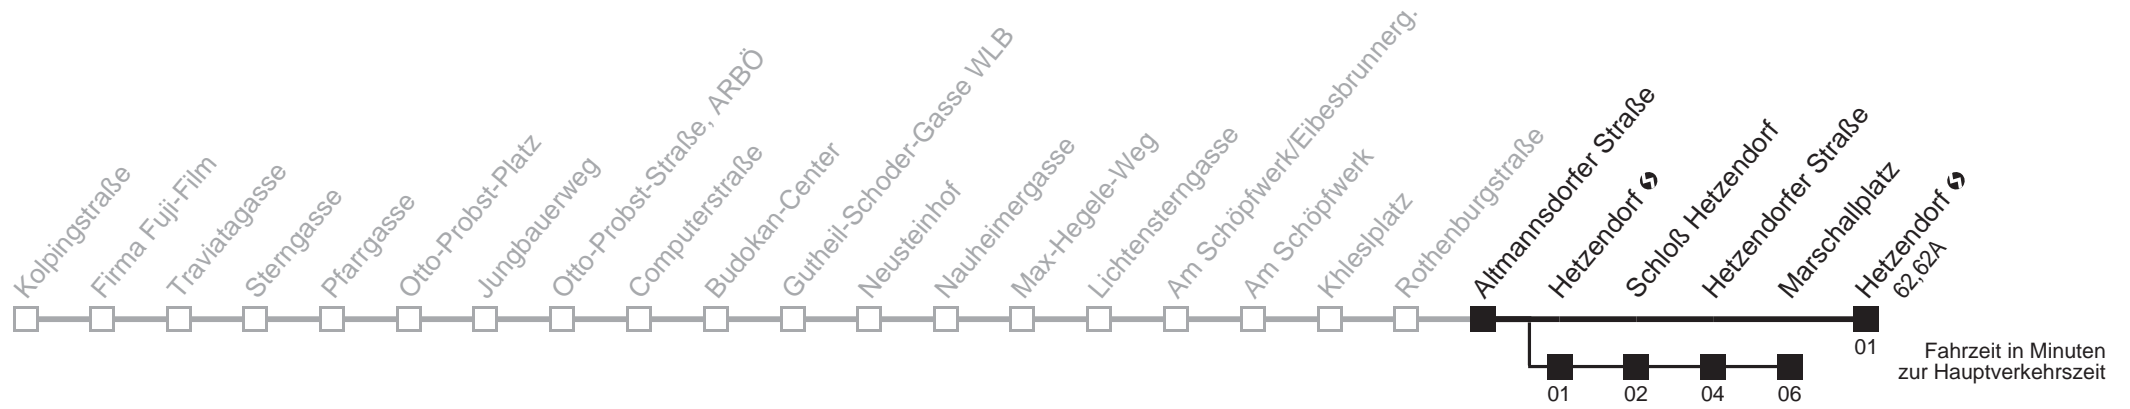 Kolpingstraße
Firma Fuji-Film
Traviatagasse
Sterngasse
Pfarrgasse
Otto-Probst-Platz
Jungbauerweg
Otto-Probst-Straße, ARBÖ
Computerstraße
Budokan-Center
Gutheil-Schoder-Gasse WLB
Neusteinhof
Nauheimergasse
Max-Hegele-Weg
Lichtensterngasse
Am Schöpfwerk/Eibesbrunnerg.
Am Schöpfwerk
Khleslplatz
Rothenburgstraße
Altmannsdorfer Straße
Hetzendorf
Schloß Hetzendorf
Hetzendorfer Straße
Marschallplatz
Hetzendorf
62,62A
01
Fahrzeit in Minuten
zur Hauptverkehrszeit
01
02
04
06